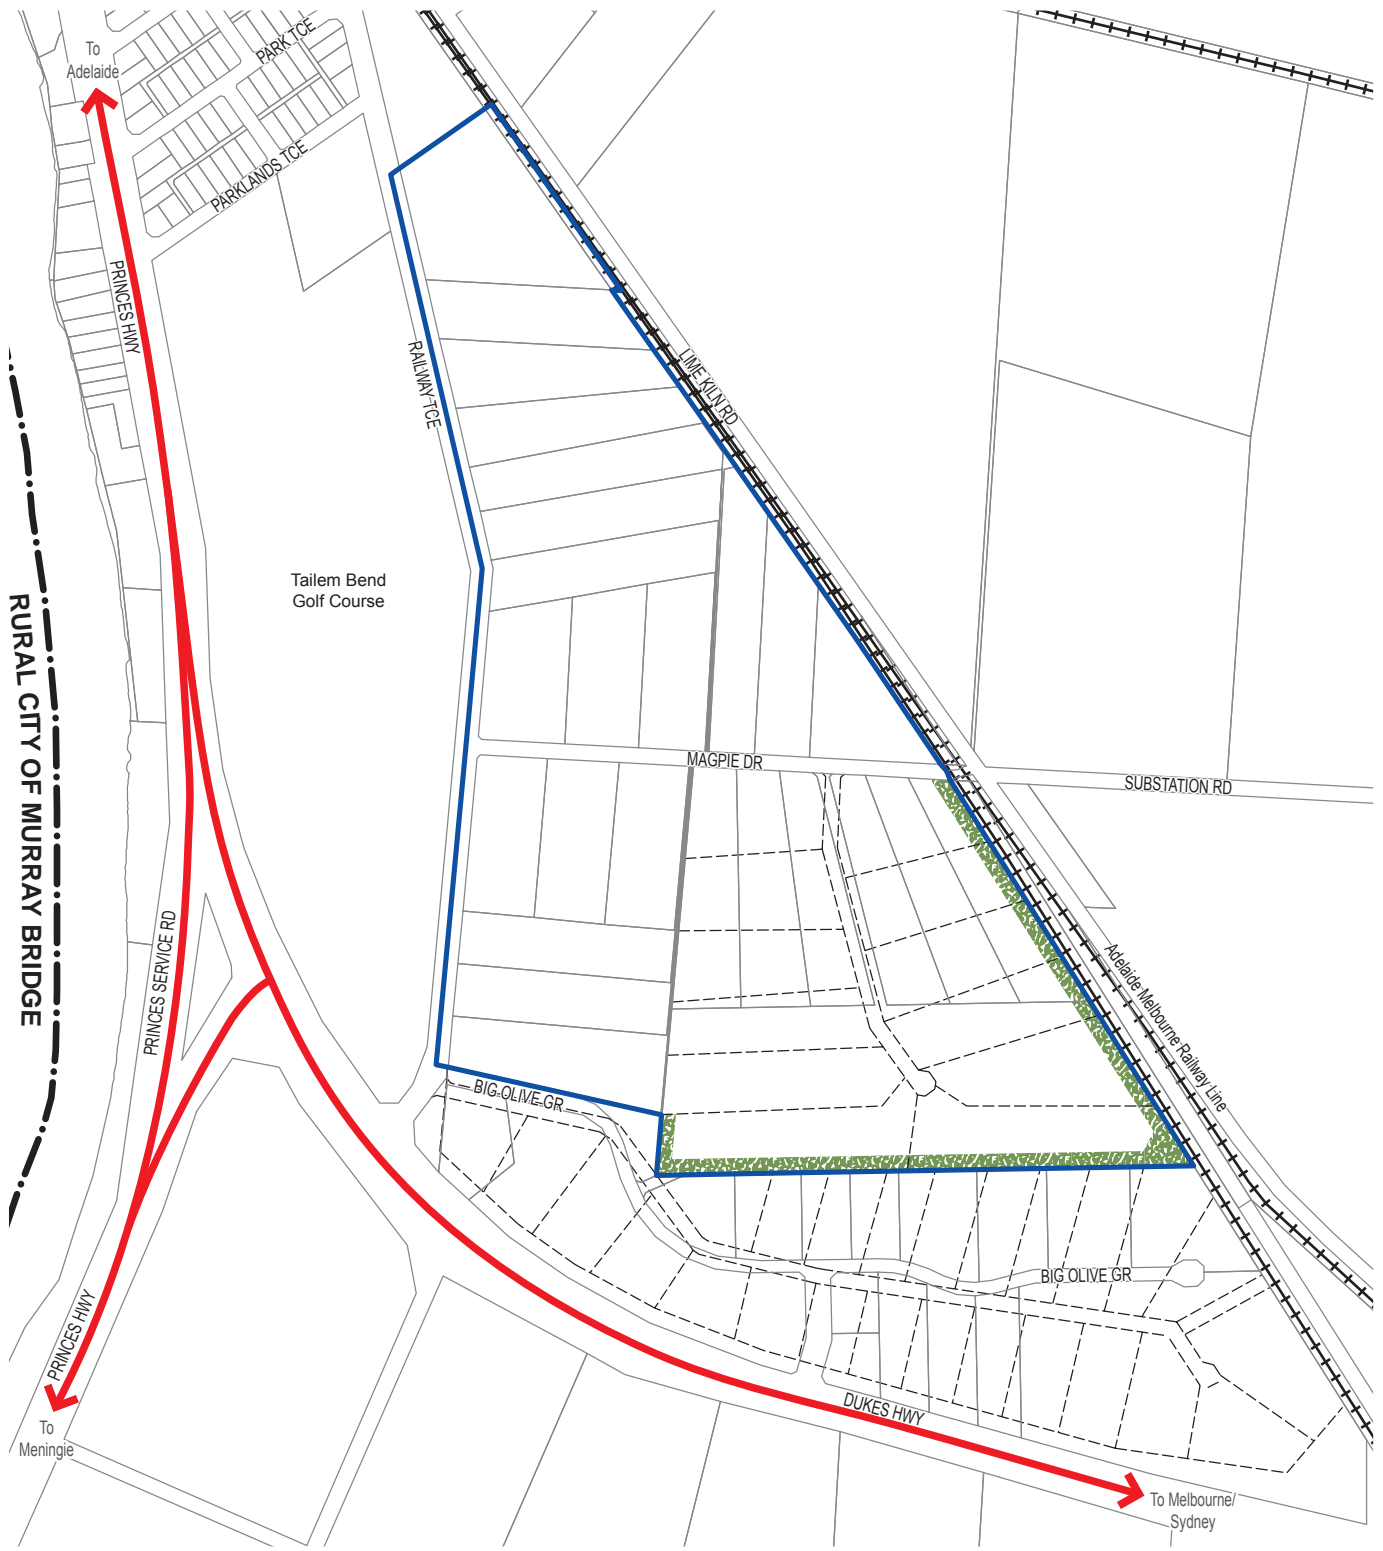 To
Adelaide
PARK TCE
PARKLANDS TCE
PRINCES HWY
RAILWAY TCE
LIME KILN RD
Tailem Bend
Golf Course
RURAL CITY OF MURRAY BRIDGE
MAGPIE DR
SUBSTATION RD
PRINCES SERVICE RD
Adelaide Melbourne Railway Line
BIG OLIVE GR
BIG OLIVE GR
PRINCES HWY
DUKES HWY
To
Meningie
To Melbourne/
Sydney